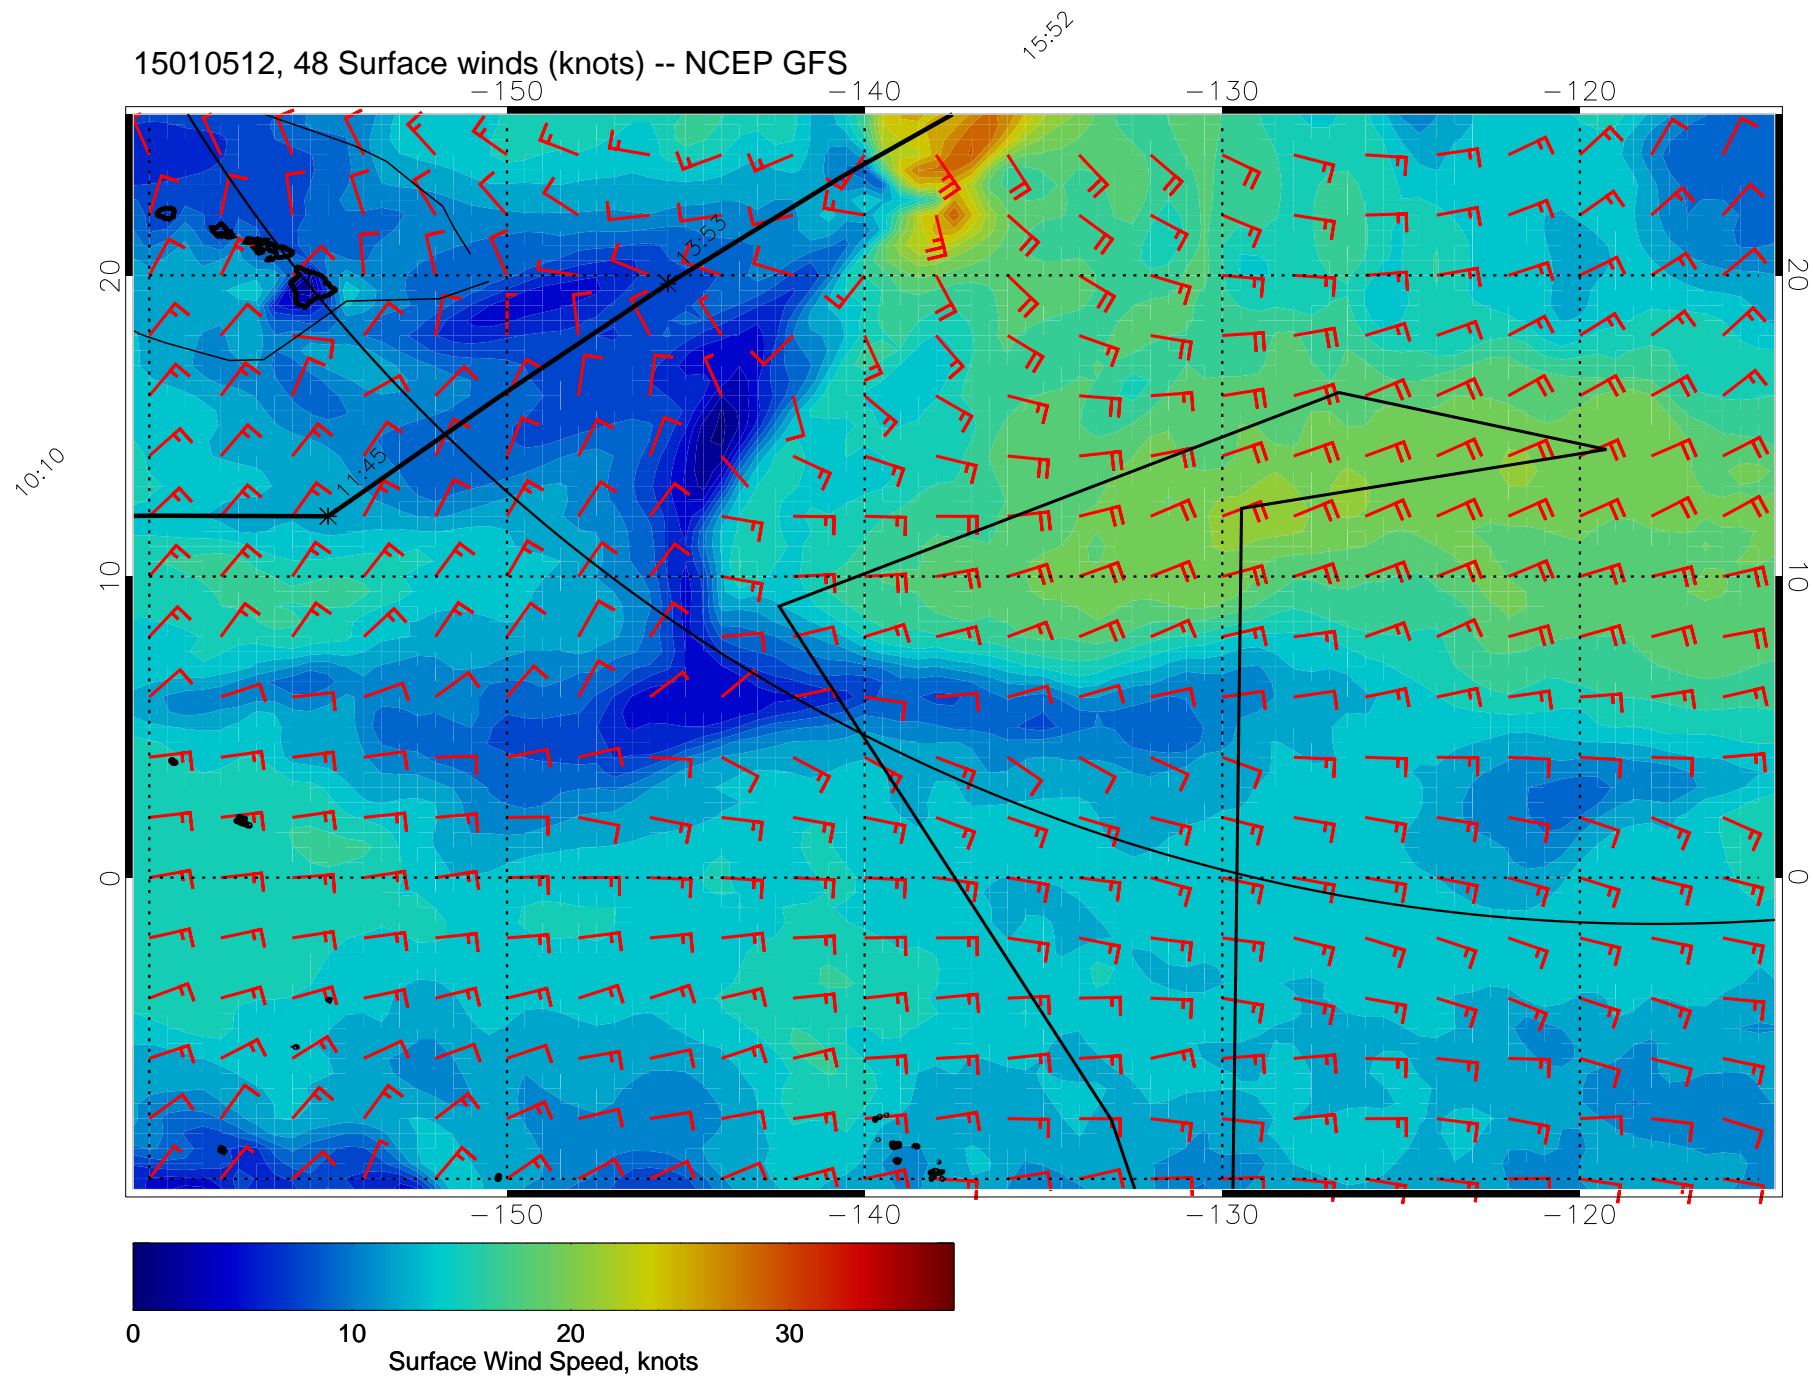 15:52
15010512, 48 Surface winds (knots) -- NCEP GFS
-150 -140 -130 -120
13:53
20 20
11:45
10:10
10 10
0 0
-150 -140 -130 -120
0 10 20 30
Surface Wind Speed, knots